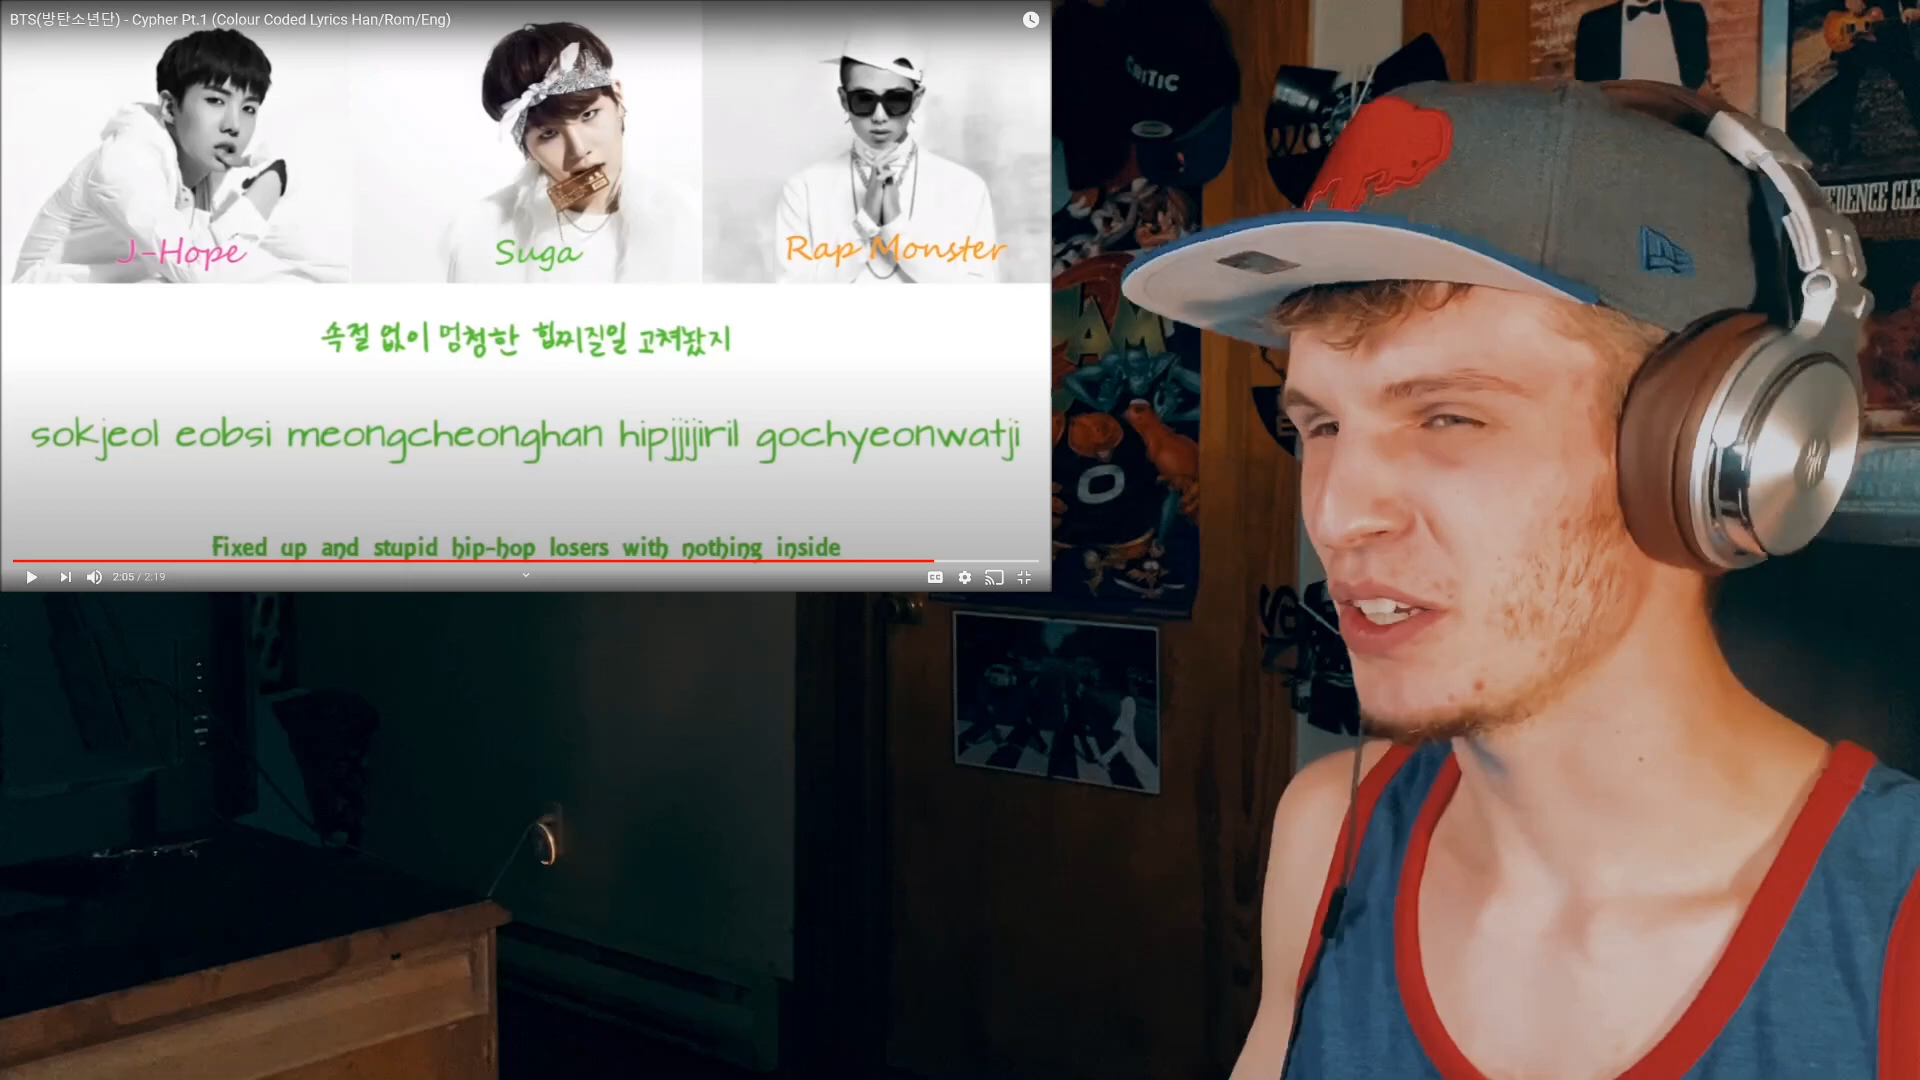 BTS(방탄소년단) - Cypher Pt.1 (Colour Coded Lyrics Han/Rom/Eng)
J-Hope
Suga
Rap Monster
속절 없이 멍청한 힙찌질일 고쳐놨지
sokjeol eobsi meongcheonghan hipjjijiril gochyeonwatji
Fixed up and stupid hip-hop losers with nothing inside
2:05 / 2:19
CC
CRITIC
O